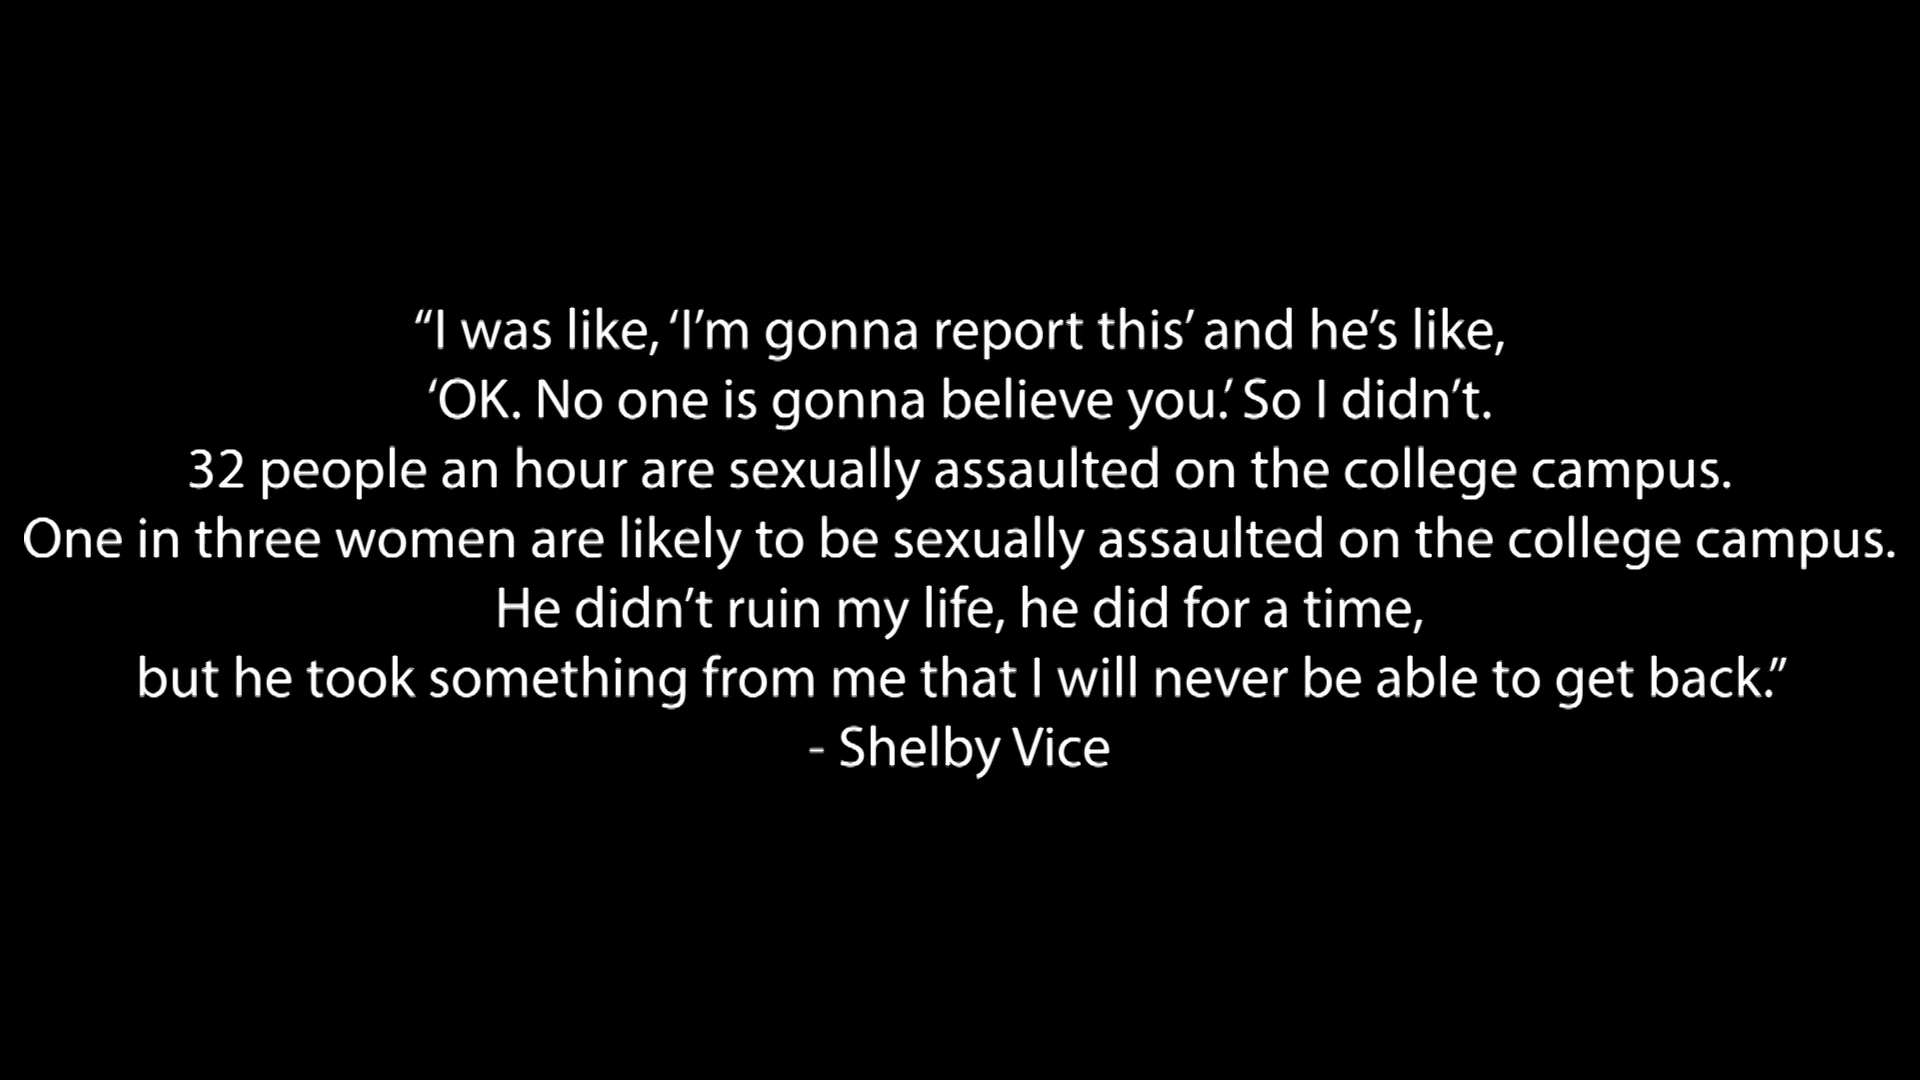 “I was like, ‘I’m gonna report this’ and he’s like,
‘OK. No one is gonna believe you.’ So I didn’t.
32 people an hour are sexually assaulted on the college campus.
One in three women are likely to be sexually assaulted on the college campus.
He didn’t ruin my life, he did for a time,
but he took something from me that I will never be able to get back.”
- Shelby Vice